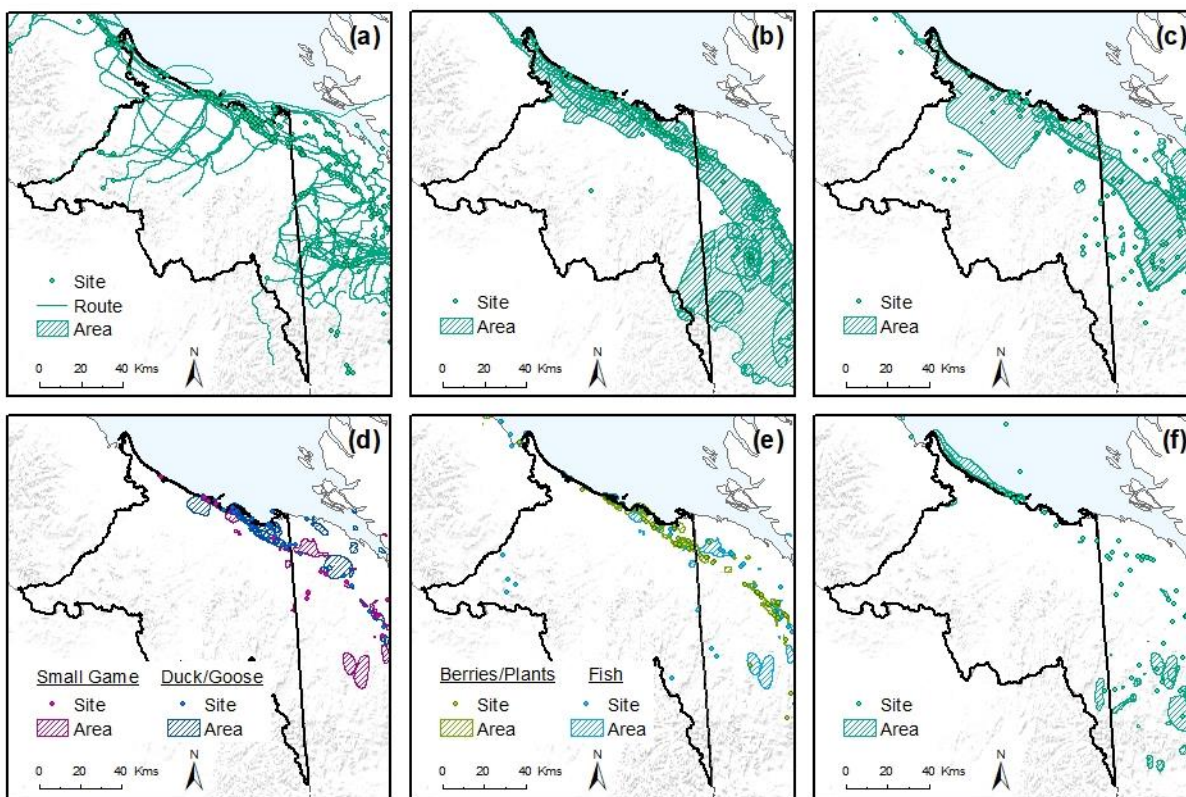 (a)
Site
Route
Area
N
0 20 40 Kms
(b)
Site
Area
N
0 20 40 Kms
(c)
Site
Area
N
0 20 40 Kms
(d)
Small Game Duck/Goose
Site Site
Area Area
N
0 20 40 Kms
(e)
Berries/Plants Fish
Site Site
Area Area
N
0 20 40 Kms
(f)
Site
Area
N
0 20 40 Kms